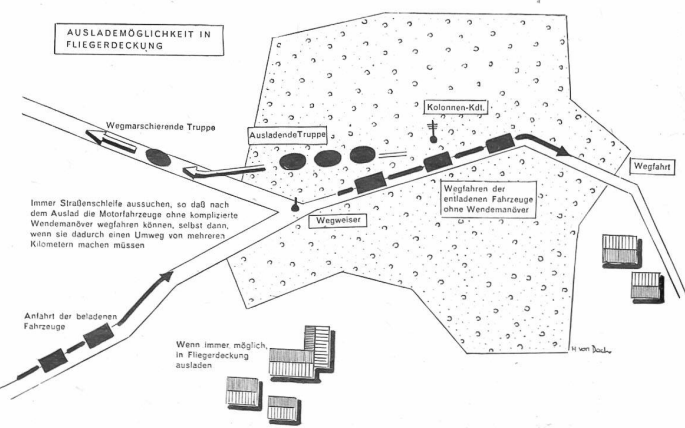 AUSLADEMÖGLICHKEIT IN
FLIEGERDECKUNG
Wegmarschierende Truppe
Ausladende Truppe
Kolonnen-Kdt.
Wegfahrt
Immer Straßenschleife aussuchen, so daß nach
dem Auslad die Motorfahrzeuge ohne komplizierte
Wendemanöver wegfahren können, selbst dann,
wenn sie dadurch einen Umweg von mehreren
Kilometern machen müssen
Wegweiser
Wegfahren der
entladenen Fahrzeuge
ohne Wendemanöver
Anfahrt der beladenen
Fahrzeuge
Wenn immer möglich,
in Fliegerdeckung
ausladen
H von Dach